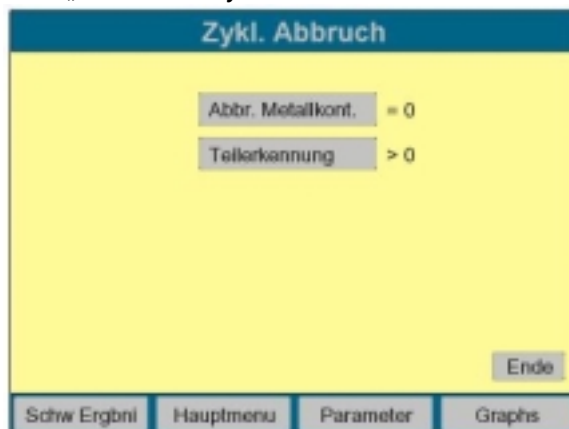 Zykl. Abbruch
Abbr. Metallkont. = 0
Teilerkennung > 0
Ende
Schw Ergbni Hauptmenu Parameter Graphs